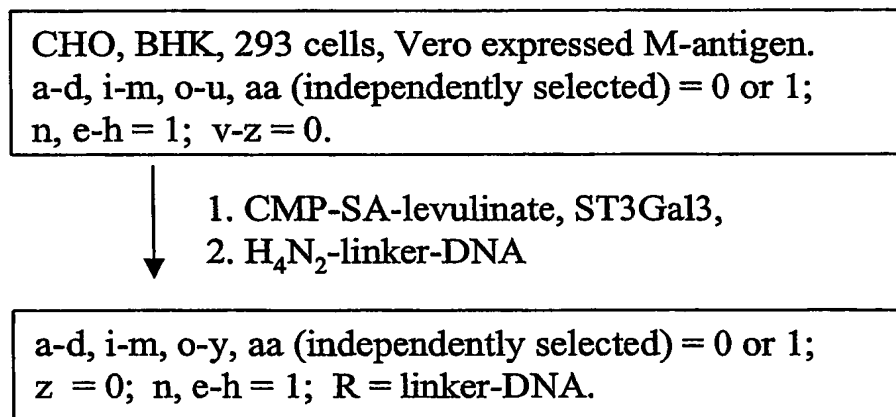 CHO, BHK, 293 cells, Vero expressed M-antigen.
a-d, i-m, o-u, aa (independently selected) = 0 or 1;
n, e-h = 1; v-z = 0.
1. CMP-SA-levulinate, ST3Gal3,
2. H₄N₂-linker-DNA
a-d, i-m, o-y, aa (independently selected) = 0 or 1;
z = 0; n, e-h = 1; R = linker-DNA.